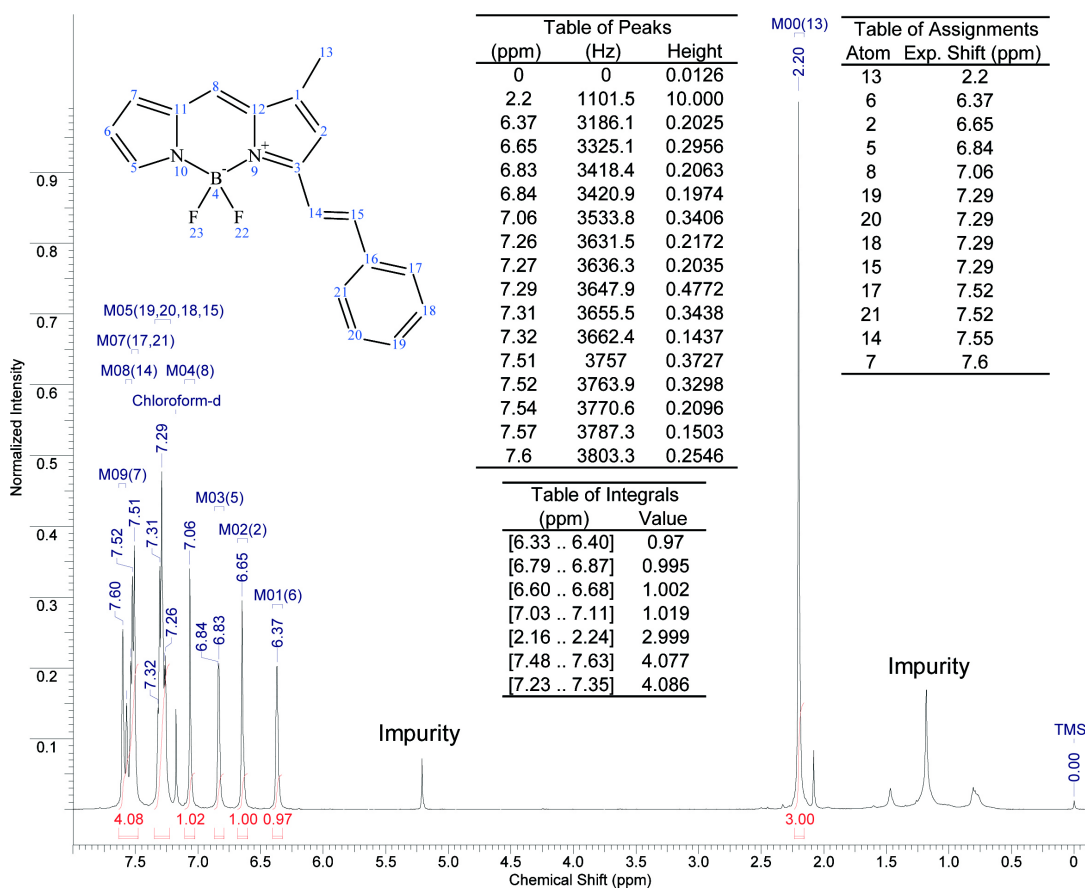 M00(13)
2.20
Table of Peaks
(ppm) (Hz) Height
0 0 0.0126
2.2 1101.5 10.000
6.37 3186.1 0.2025
6.65 3325.1 0.2956
6.83 3418.4 0.2063
6.84 3420.9 0.1974
7.06 3533.8 0.3406
7.26 3631.5 0.2172
7.27 3636.3 0.2035
7.29 3647.9 0.4772
7.31 3655.5 0.3438
7.32 3662.4 0.1437
7.51 3757 0.3727
7.52 3763.9 0.3298
7.54 3770.6 0.2096
7.57 3787.3 0.1503
7.6 3803.3 0.2546
Table of Assignments
Atom Exp. Shift (ppm)
13 2.2
6 6.37
2 6.65
5 6.84
8 7.06
19 7.29
20 7.29
18 7.29
15 7.29
17 7.52
21 7.52
14 7.55
7 7.6
Table of Integrals
(ppm) Value
[6.33 .. 6.40] 0.97
[6.79 .. 6.87] 0.995
[6.60 .. 6.68] 1.002
[7.03 .. 7.11] 1.019
[2.16 .. 2.24] 2.999
[7.48 .. 7.63] 4.077
[7.23 .. 7.35] 4.086
13
7 8 1
11 12
6 2
5 N N+ 3
10 9
B-
4
F F
23 22
14 15
16 17
21 18
20 19
M05(19,20,18,15)
M07(17,21)
M08(14) M04(8)
Chloroform-d
M09(7)
M03(5)
M02(2)
M01(6)
7.60
7.52
7.51
7.32
7.31
7.29
7.26
7.06
6.84
6.83
6.65
6.37
Impurity
Impurity
TMS
0.00
4.08 1.02 1.00 0.97 3.00
Normalized Intensity
0.9
0.8
0.7
0.6
0.5
0.4
0.3
0.2
0.1
7.5 7.0 6.5 6.0 5.5 5.0 4.5 4.0 3.5 3.0 2.5 2.0 1.5 1.0 0.5 0
Chemical Shift (ppm)